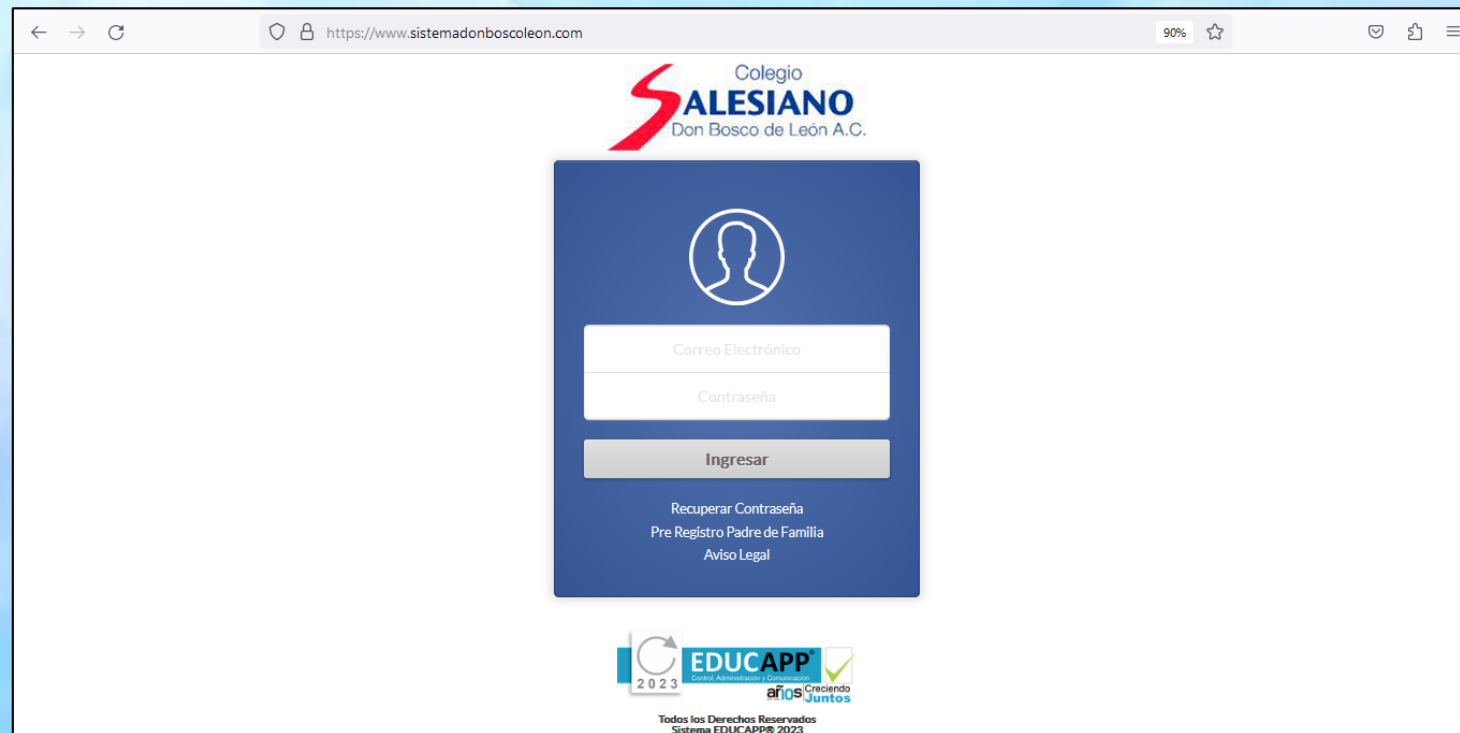 https://www.sistemadonboscoleon.com
90%
Colegio
SALESIANO
Don Bosco de León A.C.
Correo Electrónico
Contraseña
Ingresar
Recuperar Contraseña
Pre Registro Padre de Familia
Aviso Legal
2023
EDUCAPP®
Control, Administración y Comunicación
años Creciendo
Juntos
Todos los Derechos Reservados
Sistema EDUCAPP® 2023